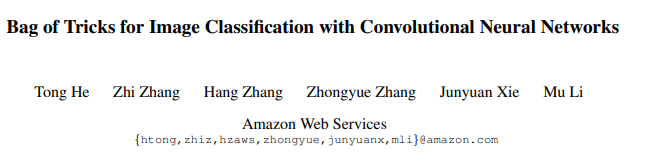 Bag of Tricks for Image Classification with Convolutional Neural Networks
Tong He Zhi Zhang Hang Zhang Zhongyue Zhang Junyuan Xie Mu Li
Amazon Web Services
{htong,zhiz,hzaws,zhongyue,junyuanx,mli}@amazon.com